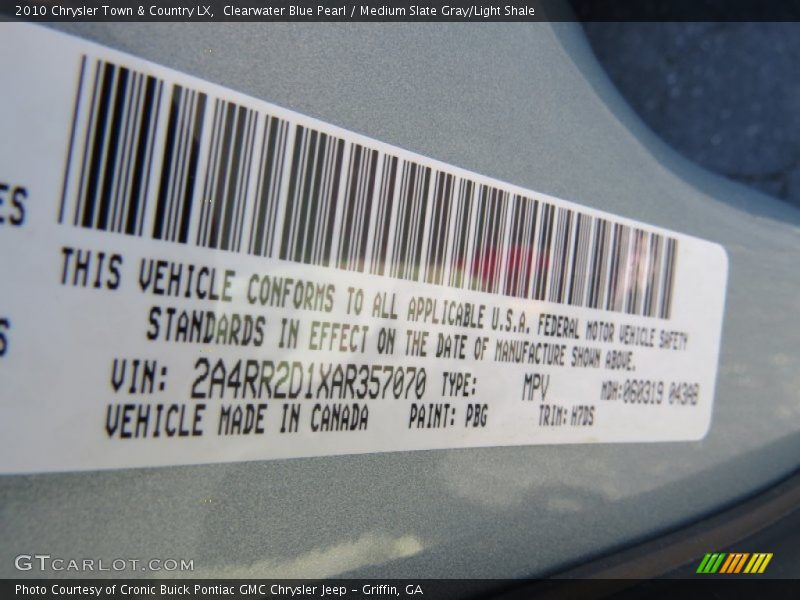 2010 Chrysler Town & Country LX, Clearwater Blue Pearl / Medium Slate Gray/Light Shale
ES
S
THIS VEHICLE CONFORMS TO ALL APPLICABLE U.S.A. FEDERAL MOTOR VEHICLE SAFETY
STANDARDS IN EFFECT ON THE DATE OF MANUFACTURE SHOWN ABOVE.
VIN: 2A4RR2D1XAR357070 TYPE: MPV MDH:060319 043AB
VEHICLE MADE IN CANADA PAINT: PBG TRIM: H7DS
GTCARLOT.COM
Photo Courtesy of Cronic Buick Pontiac GMC Chrysler Jeep - Griffin, GA